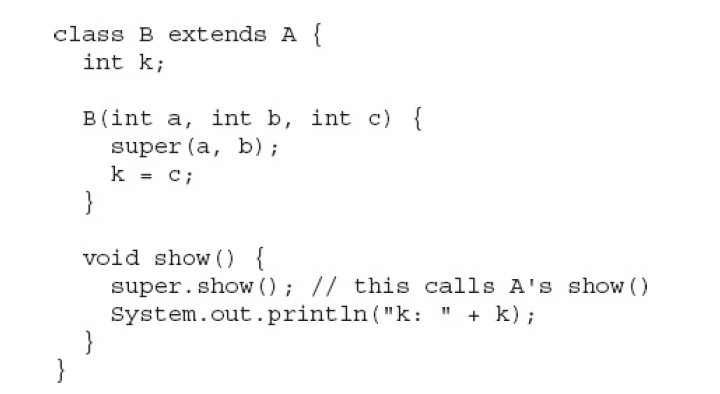 class B extends A {
  int k;

  B(int a, int b, int c) {
    super(a, b);
    k = c;
  }

  void show() {
    super.show(); // this calls A's show()
    System.out.println("k: " + k);
  }
}